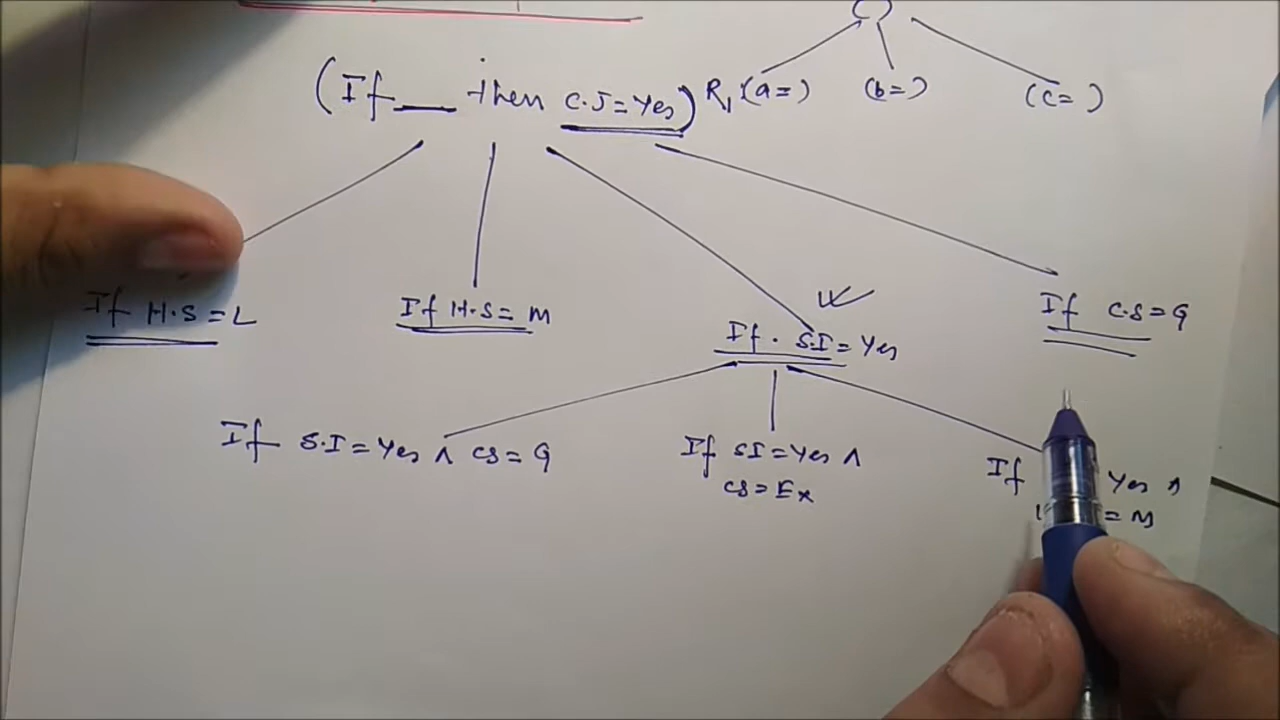 (If __ then C.J=Yes) R1 (a= ) (b= ) (c= )
If H.S=L
If H.S=M
If . S.I=Yes
If C.S=G
If S.I=Yes ∧ CS=G
If SI=Yes ∧
CS=Ex
If Yes ∧
=M